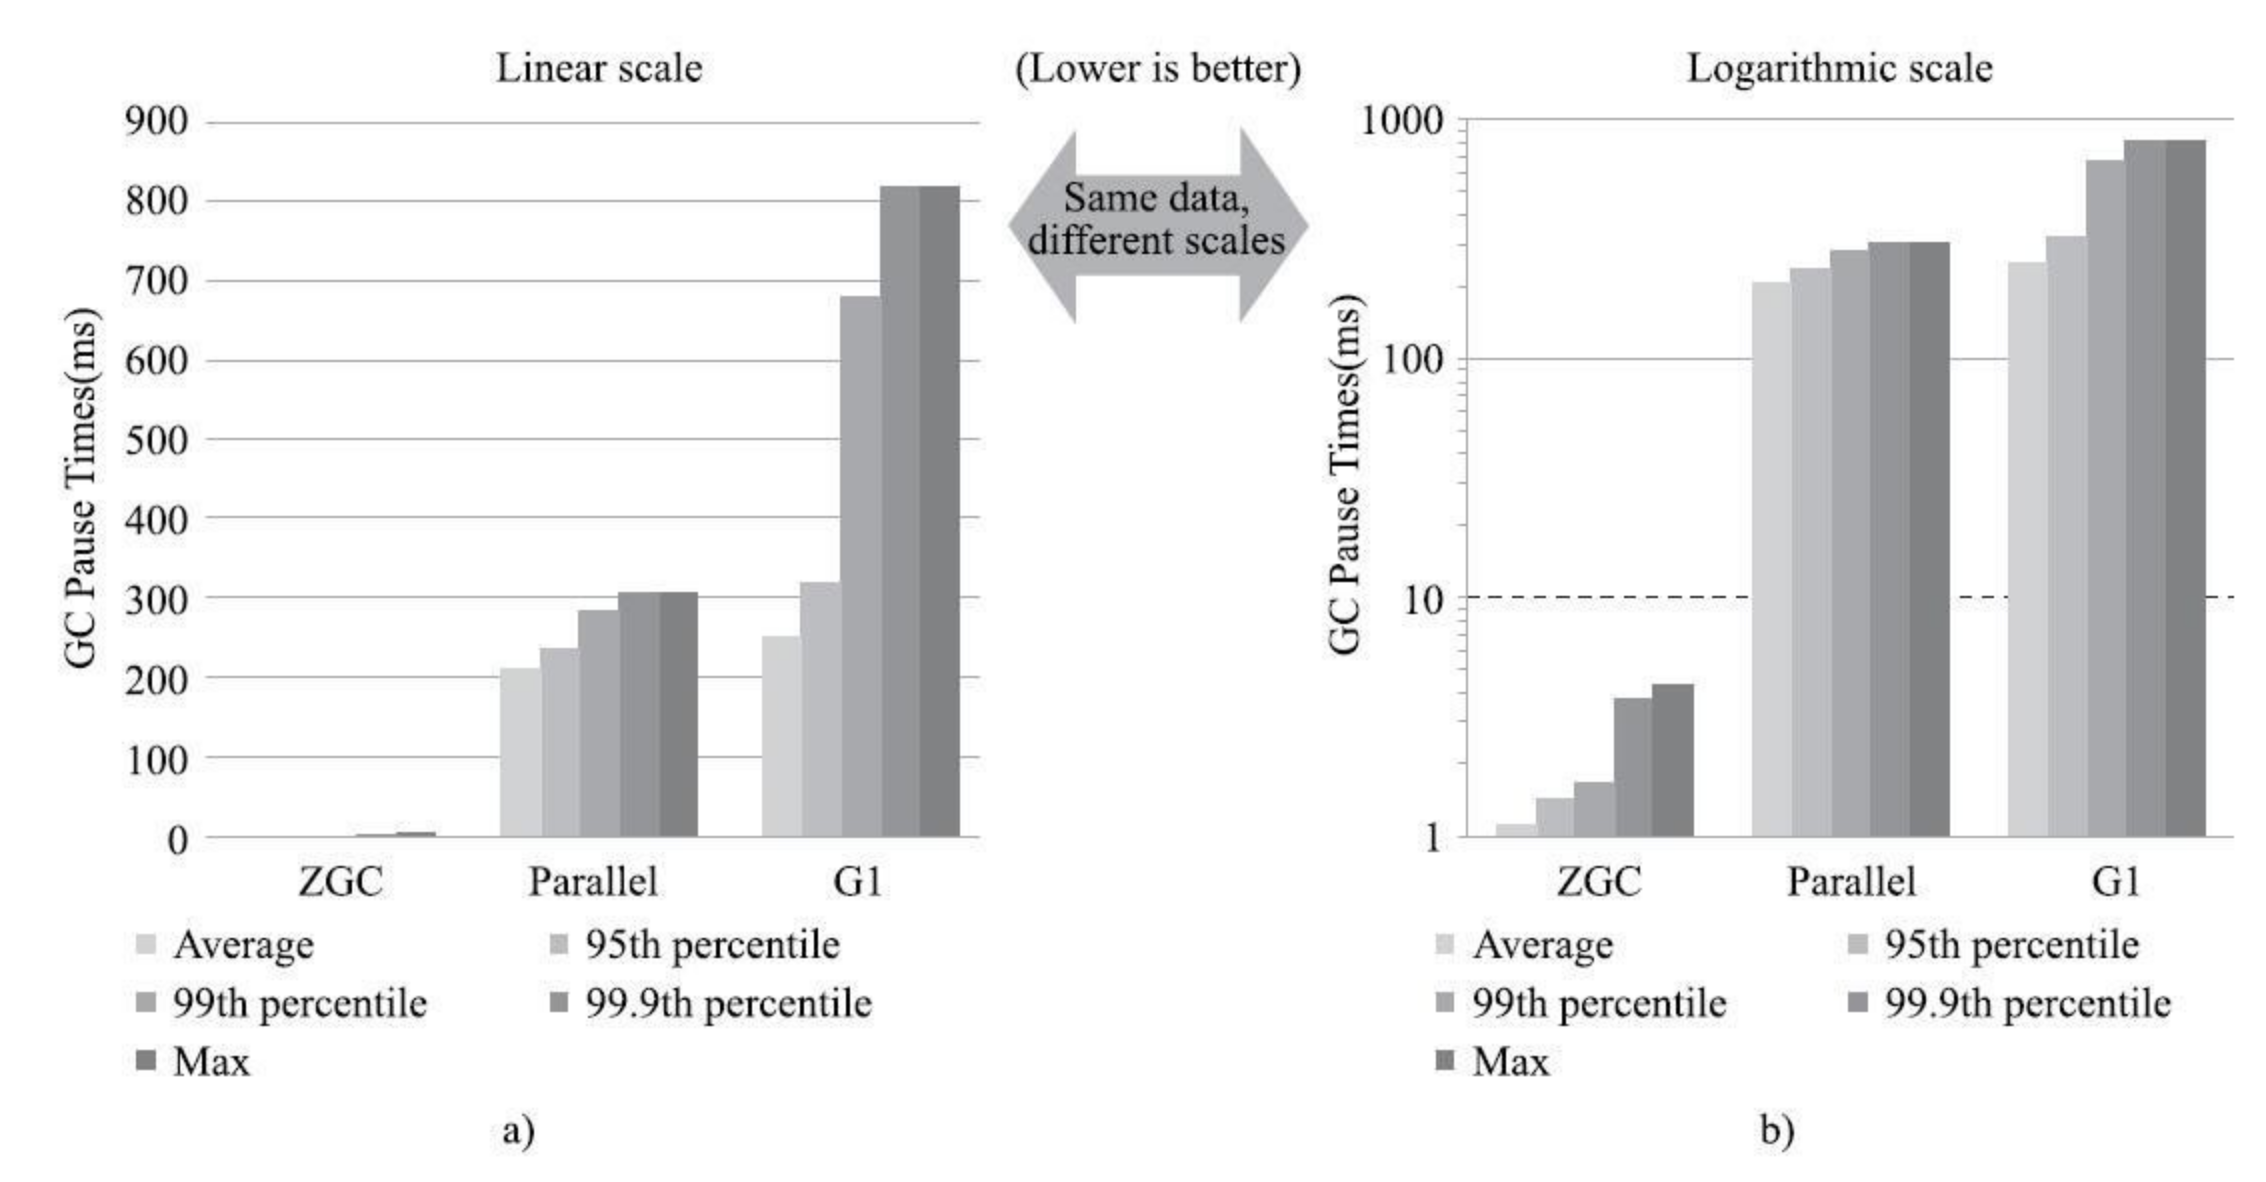 Linear scale
(Lower is better)
Logarithmic scale
GC Pause Times(ms)
900
800
700
600
500
400
300
200
100
0
ZGC
Parallel
G1
Average
95th percentile
99th percentile
99.9th percentile
Max
a)
Same data,
different scales
GC Pause Times(ms)
1000
100
10
1
ZGC
Parallel
G1
Average
95th percentile
99th percentile
99.9th percentile
Max
b)